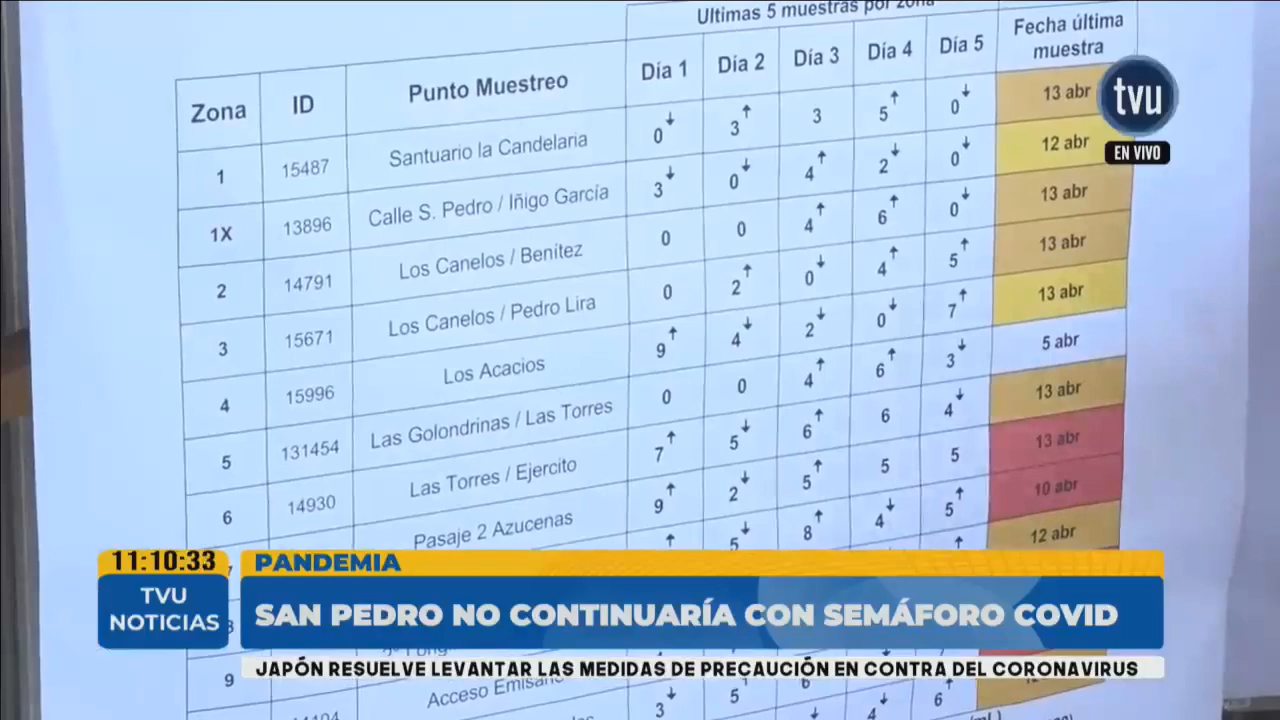 Ultimas 5 muestras por zona
Zona ID Punto Muestreo Día 1 Día 2 Día 3 Día 4 Día 5 Fecha última
muestra
1 15487 Santuario la Candelaria 0↓ 3↑ 3 5↑ 0↓ 13 abr
1X 13896 Calle S. Pedro / Iñigo García 3↓ 0↓ 4↑ 2↓ 0↓ 12 abr
2 14791 Los Canelos / Benítez 0 0 4↑ 6↑ 0↓ 13 abr
3 15671 Los Canelos / Pedro Lira 0 2↑ 0↓ 4↑ 5↑ 13 abr
4 15996 Los Acacios 9↑ 4↓ 2↓ 0↓ 7↑ 13 abr
5 131454 Las Golondrinas / Las Torres 0 0 4↑ 6↑ 3↓ 5 abr
6 14930 Las Torres / Ejercito 7↑ 5↓ 6↑ 6 4↓ 13 abr
Pasaje 2 Azucenas 9↑ 2↓ 5↑ 5 5 13 abr
↑ 5↓ 8↑ 4↓ 5↑ 10 abr
↑ 12 abr
9 Acceso
3↓ 5↑ 6 4↓ 6↑
tvu
EN VIVO
11:10:33
PANDEMIA
TVU
NOTICIAS
SAN PEDRO NO CONTINUARÍA CON SEMÁFORO COVID
JAPÓN RESUELVE LEVANTAR LAS MEDIDAS DE PRECAUCIÓN EN CONTRA DEL CORONAVIRUS